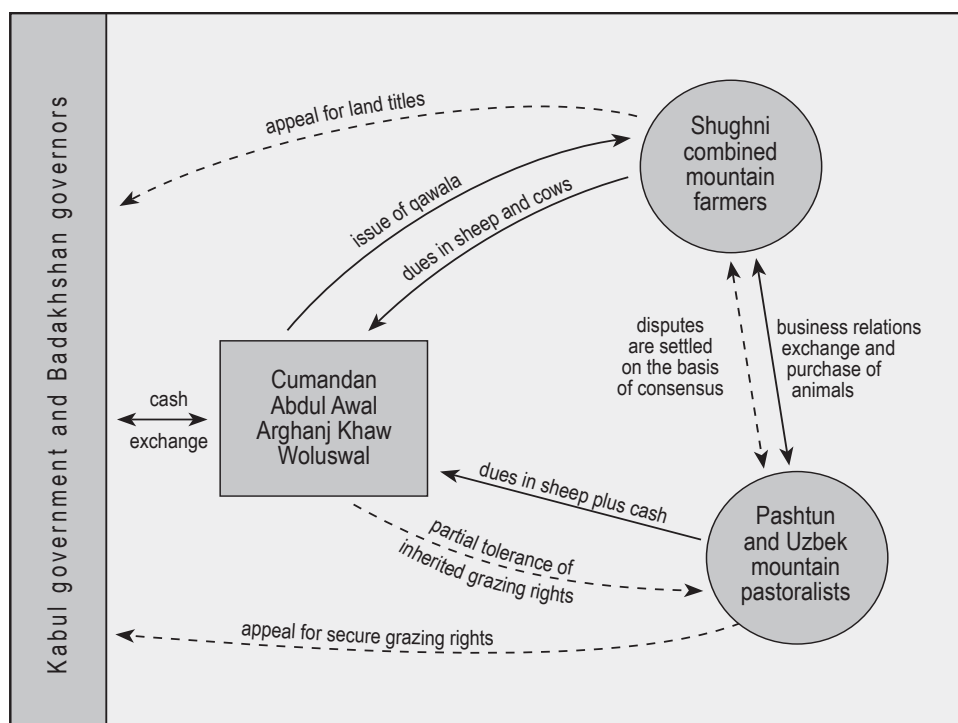 Kabul government and Badakhshan governors
appeal for land titles
Shughni
combined
mountain
farmers
issue of qawala
dues in sheep and cows
disputes
are settled
on the basis
of consensus
business relations
exchange and
purchase of
animals
Cumandan
Abdul Awal
Arghanj Khaw
Woluswal
cash
exchange
dues in sheep plus cash
partial tolerance of
inherited grazing rights
Pashtun
and Uzbek
mountain
pastoralists
appeal for secure grazing rights